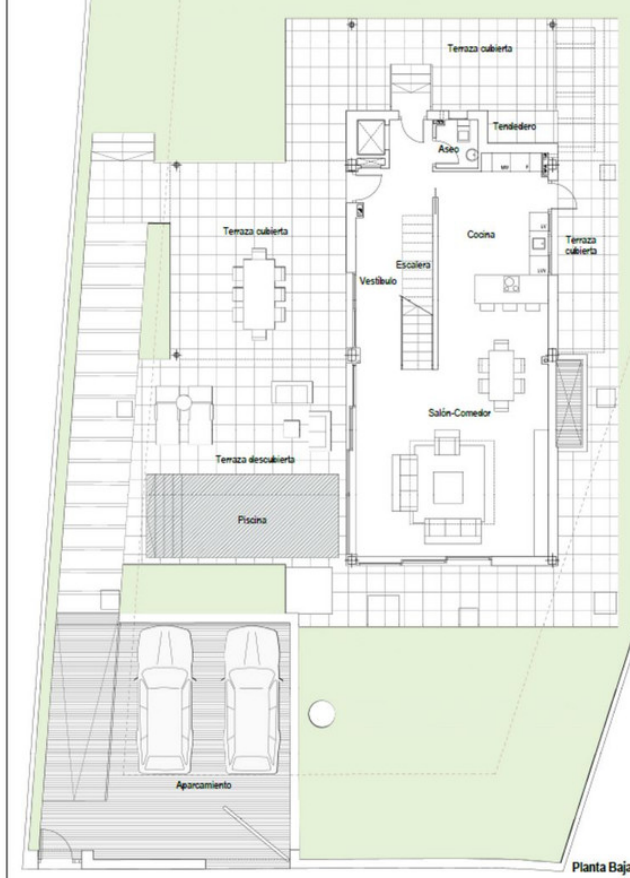 Terraza cubierta
Tendedero
Aseo
Terraza cubierta
Cocina
Terraza
cubierta
Escalera
Vestíbulo
Salón-Comedor
Terraza descubierta
Piscina
Aparcamiento
Planta Baja